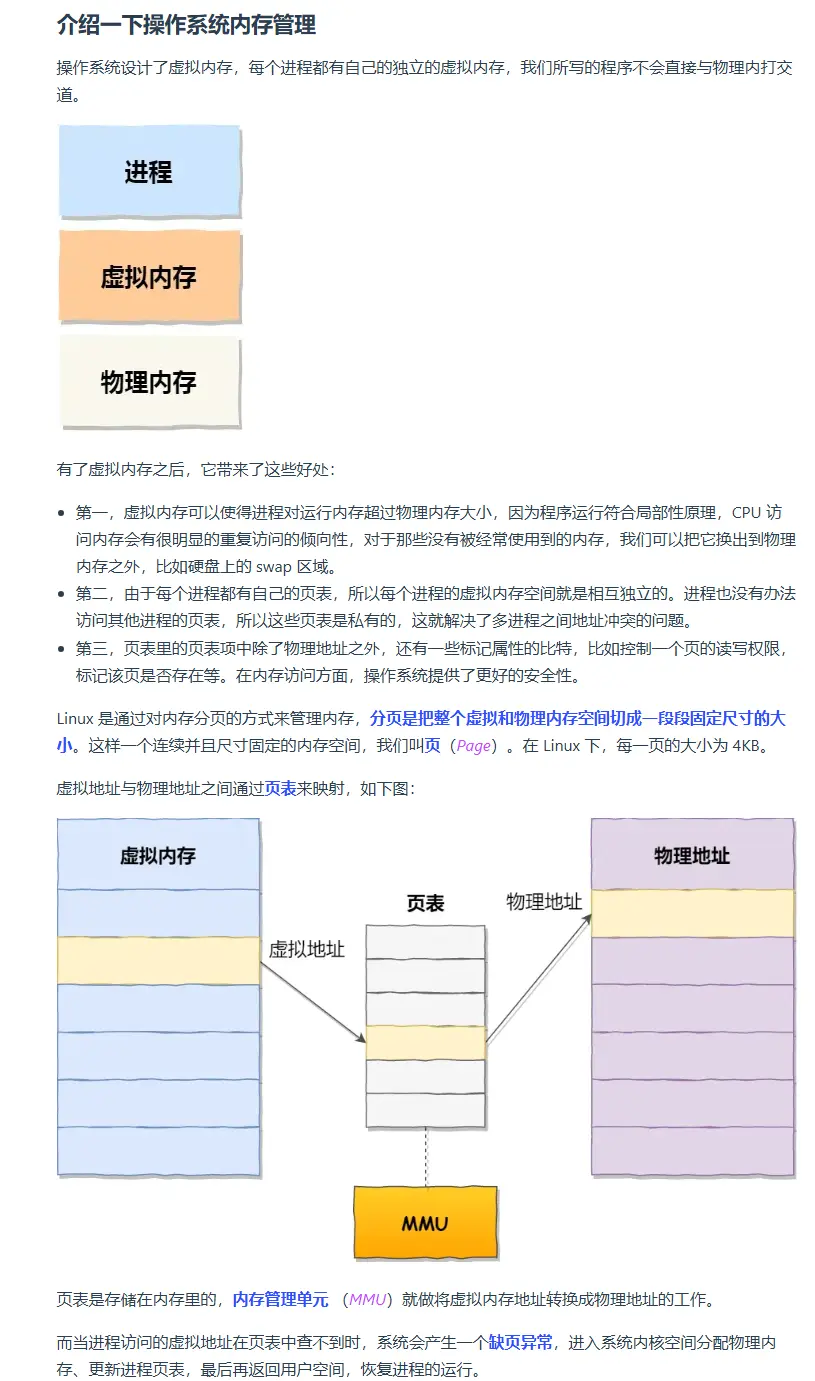 介绍一下操作系统内存管理
操作系统设计了虚拟内存，每个进程都有自己的独立的虚拟内存，我们所写的程序不会直接与物理内打交
道。
进程
虚拟内存
物理内存
有了虚拟内存之后，它带来了这些好处：
第一，虚拟内存可以使得进程对运行内存超过物理内存大小，因为程序运行符合局部性原理，CPU 访
问内存会有很明显的重复访问的倾向性，对于那些没有被经常使用到的内存，我们可以把它换出到物理
内存之外，比如硬盘上的 swap 区域。
第二，由于每个进程都有自己的页表，所以每个进程的虚拟内存空间就是相互独立的。进程也没有办法
访问其他进程的页表，所以这些页表是私有的，这就解决了多进程之间地址冲突的问题。
第三，页表里的页表项中除了物理地址之外，还有一些标记属性的比特，比如控制一个页的读写权限，
标记该页是否存在等。在内存访问方面，操作系统提供了更好的安全性。
Linux 是通过对内存分页的方式来管理内存，分页是把整个虚拟和物理内存空间切成一段段固定尺寸的大
小。这样一个连续并且尺寸固定的内存空间，我们叫页（Page）。在 Linux 下，每一页的大小为 4KB。
虚拟地址与物理地址之间通过页表来映射，如下图：
虚拟内存
物理地址
页表
物理地址
虚拟地址
MMU
页表是存储在内存里的，内存管理单元 （MMU）就做将虚拟内存地址转换成物理地址的工作。
而当进程访问的虚拟地址在页表中查不到时，系统会产生一个缺页异常，进入系统内核空间分配物理内
存、更新进程页表，最后再返回用户空间，恢复进程的运行。